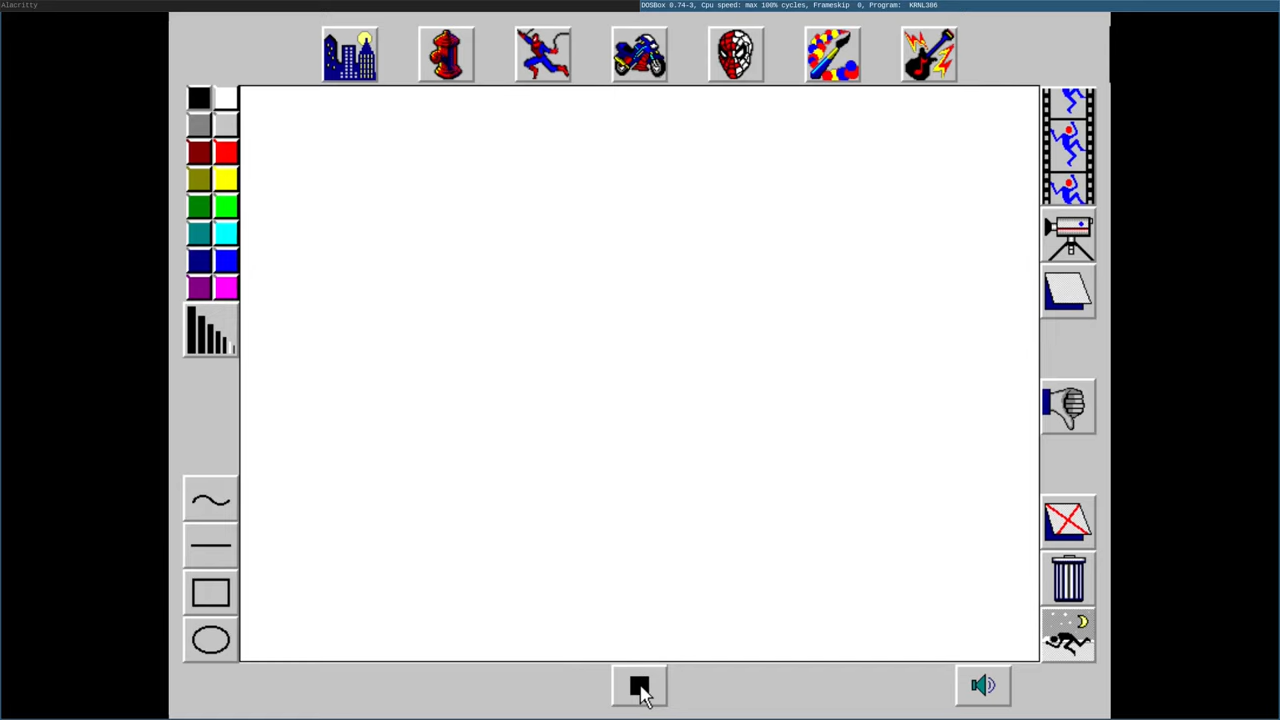 Alacritty
DOSBox 0.74-3, Cpu speed: max 100% cycles, Frameskip  0, Program:  KRNL386